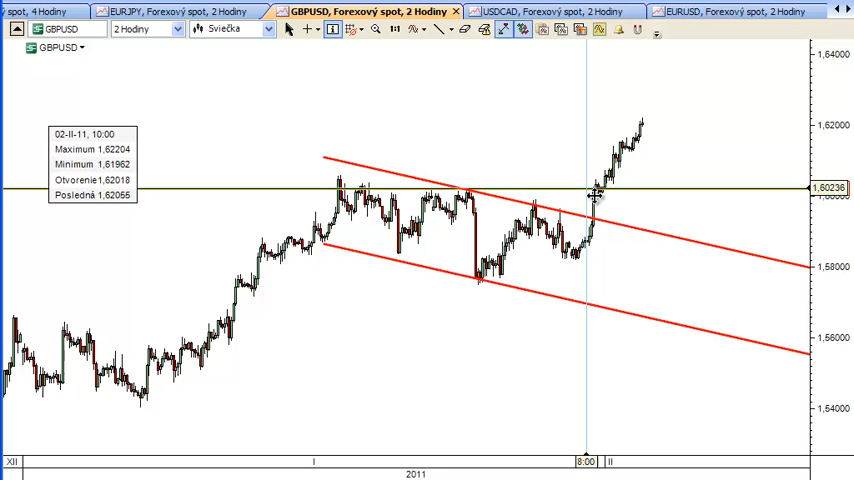 ý spot, 4 Hodiny EURJPY, Forexový spot, 2 Hodiny GBPUSD, Forexový spot, 2 Hodiny USDCAD, Forexový spot, 2 Hodiny EURUSD, Forexový spot, 2 Hodiny
GBPUSD 2 Hodiny Sviečka 1:1
GBPUSD
1,64000
1,62000
02-II-11, 10:00
Maximum 1,62204
Minimum 1,61962
Otvorenie 1,62018
Posledná 1,62055
1,60236
1,58000
1,56000
1,54000
XII I 8:00 II
2011